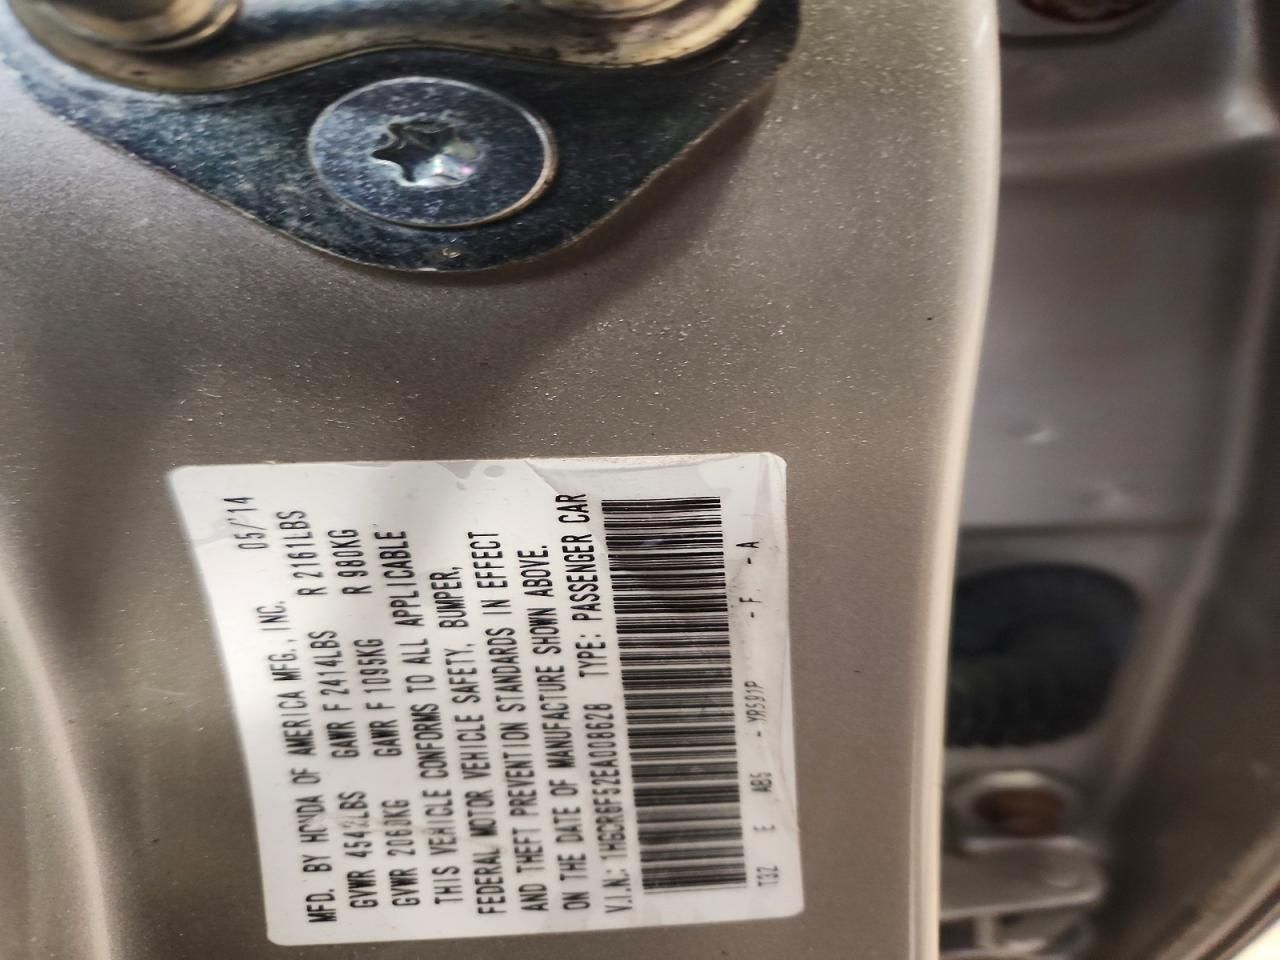 MFD. BY HONDA OF AMERICA MFG., INC. 05/'14
GVWR 4542LBS GAWR F 2414LBS R 2161LBS
GVWR 2060KG GAWR F 1095KG R 980KG
THIS VEHICLE CONFORMS TO ALL APPLICABLE
FEDERAL MOTOR VEHICLE SAFETY, BUMPER,
AND THEFT PREVENTION STANDARDS IN EFFECT
ON THE DATE OF MANUFACTURE SHOWN ABOVE.
V.I.N.: 1HGCR6F52EA008628 TYPE: PASSENGER CAR
T32 E ABS - YR591P - F - A